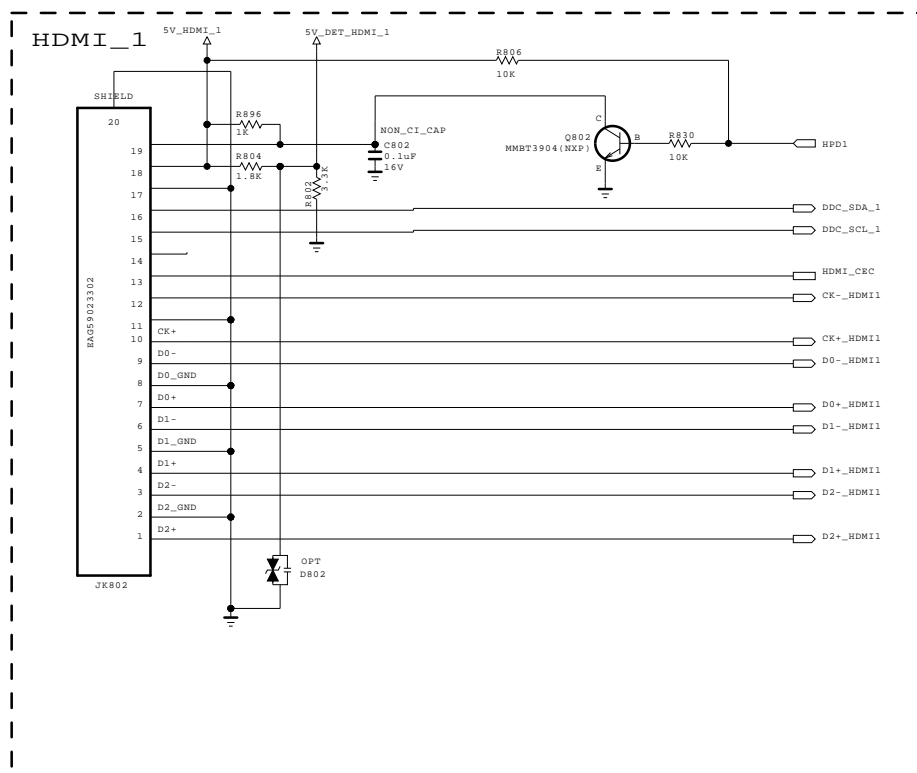 HDMI_1
5V_HDMI_1
5V_DET_HDMI_1
R806
10K
SHIELD
20
R896
1K
NON_CI_CAP
C802
0.1uF
16V
C
Q802
MMBT3904(NXP)
B
E
R830
10K
HPD1
19
R804
1.8K
18
R802
3.3K
17
DDC_SDA_1
16
DDC_SCL_1
15
14
HDMI_CEC
13
CK-_HDMI1
12
EAG59023302
11
CK+
10
CK+_HDMI1
D0-
9
D0-_HDMI1
D0_GND
8
D0+
7
D0+_HDMI1
D1-
6
D1-_HDMI1
D1_GND
5
D1+
4
D1+_HDMI1
D2-
3
D2-_HDMI1
D2_GND
2
D2+
1
D2+_HDMI1
OPT
D802
JK802